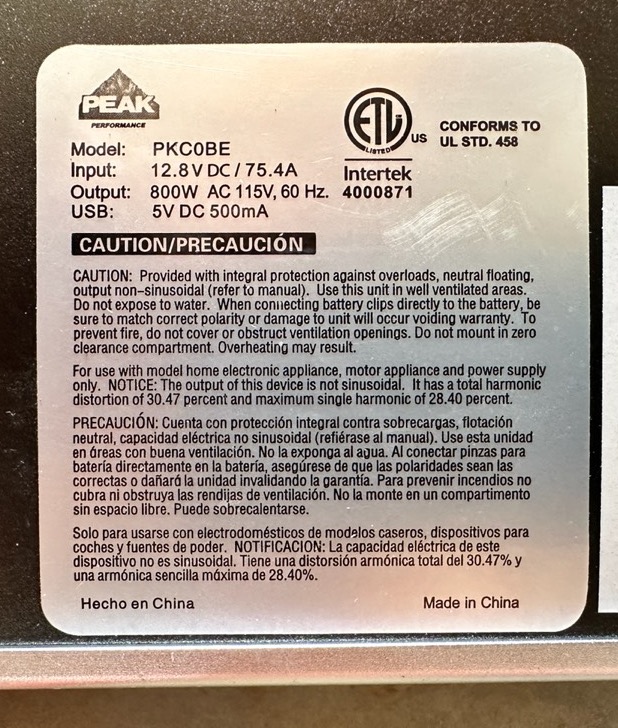 PEAK
PERFORMANCE
ETL
LISTED
US
CONFORMS TO
UL STD. 458
Intertek
4000871
Model: PKC0BE
Input: 12.8V DC / 75.4A
Output: 800W AC 115V, 60 Hz.
USB: 5V DC 500mA
CAUTION/PRECAUCIÓN
CAUTION: Provided with integral protection against overloads, neutral floating,
output non-sinusoidal (refer to manual). Use this unit in well ventilated areas.
Do not expose to water. When connecting battery clips directly to the battery, be
sure to match correct polarity or damage to unit will occur voiding warranty. To
prevent fire, do not cover or obstruct ventilation openings. Do not mount in zero
clearance compartment. Overheating may result.
For use with model home electronic appliance, motor appliance and power supply
only. NOTICE: The output of this device is not sinusoidal. It has a total harmonic
distortion of 30.47 percent and maximum single harmonic of 28.40 percent.
PRECAUCIÓN: Cuenta con protección integral contra sobrecargas, flotación
neutral, capacidad eléctrica no sinusoidal (refiérase al manual). Use esta unidad
en áreas con buena ventilación. No la exponga al agua. Al conectar pinzas para
batería directamente en la batería, asegúrese de que las polaridades sean las
correctas o dañará la unidad invalidando la garantía. Para prevenir incendios no
cubra ni obstruya las rendijas de ventilación. No la monte en un compartimento
sin espacio libre. Puede sobrecalentarse.
Solo para usarse con electrodomésticos de modelos caseros, dispositivos para
coches y fuentes de poder. NOTIFICACION: La capacidad eléctrica de este
dispositivo no es sinusoidal. Tiene una distorsión armónica total del 30.47% y
una armónica sencilla máxima de 28.40%.
Hecho en China
Made in China